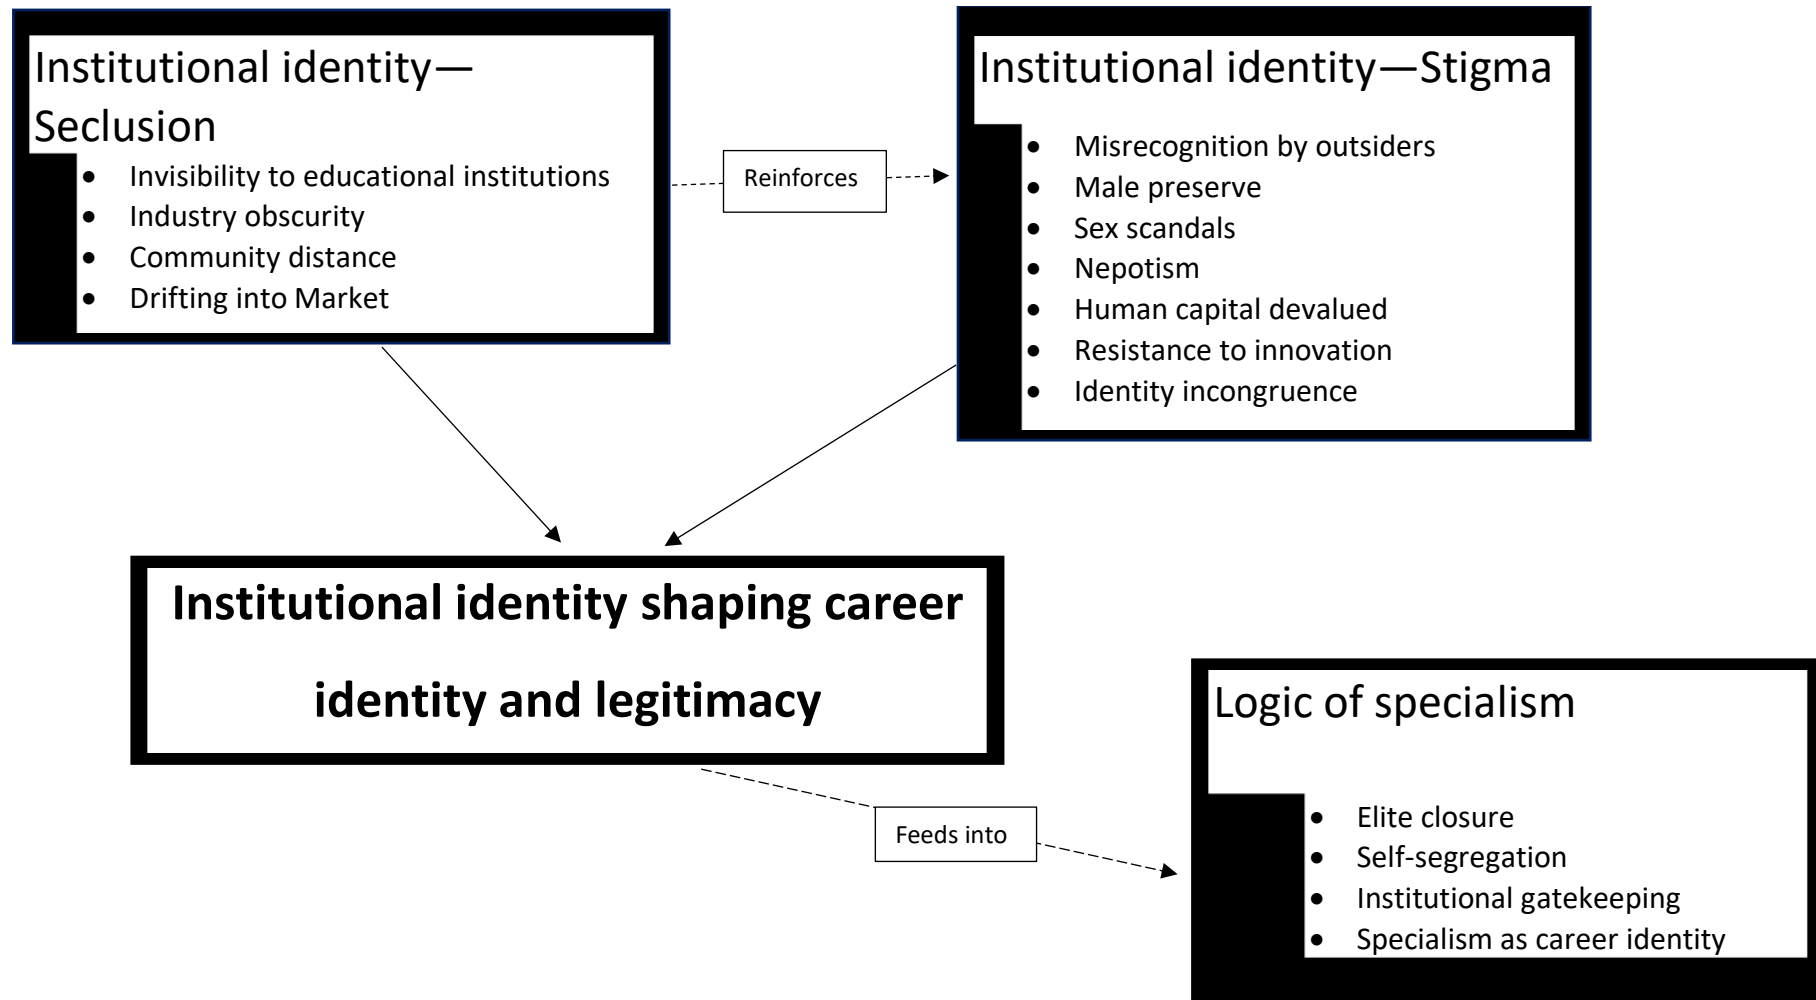 Institutional identity—
Seclusion
• Invisibility to educational institutions
• Industry obscurity
• Community distance
• Drifting into Market
Reinforces
Institutional identity—Stigma
• Misrecognition by outsiders
• Male preserve
• Sex scandals
• Nepotism
• Human capital devalued
• Resistance to innovation
• Identity incongruence
Institutional identity shaping career
identity and legitimacy
Feeds into
Logic of specialism
• Elite closure
• Self-segregation
• Institutional gatekeeping
• Specialism as career identity